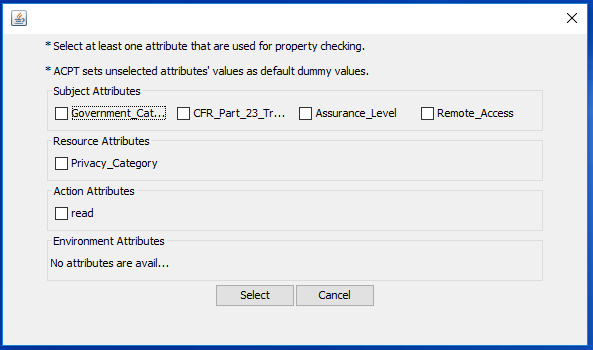 * Select at least one attribute that are used for property checking.
* ACPT sets unselected attributes' values as default dummy values.
Subject Attributes
Government_Cat... CFR_Part_23_Tr... Assurance_Level Remote_Access
Resource Attributes
Privacy_Category
Action Attributes
read
Environment Attributes
No attributes are avail...
Select Cancel